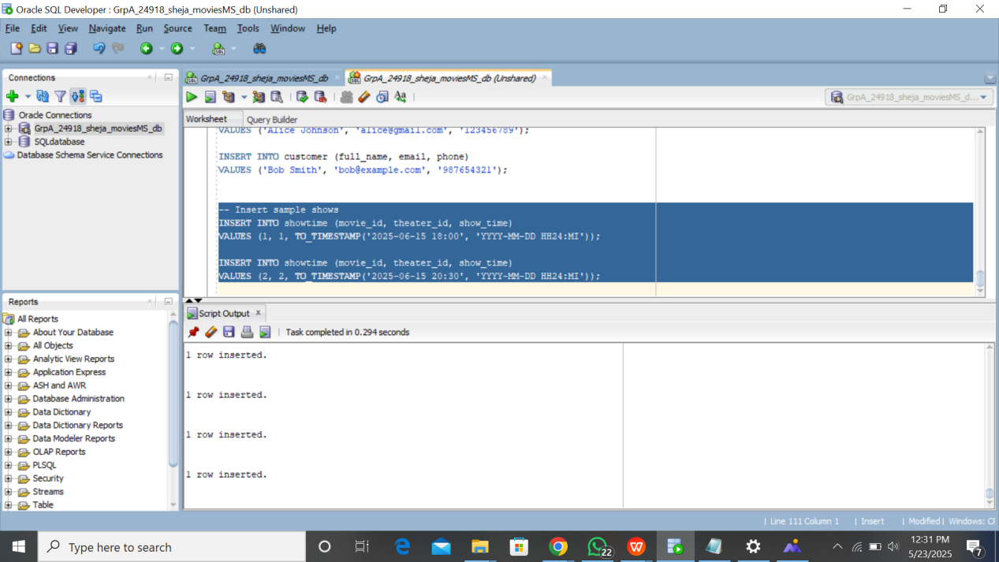 Oracle SQL Developer : GrpA_24918_sheja_moviesMS_db (Unshared)
File Edit View Navigate Run Source Team Tools Window Help
Connections
Oracle Connections
GrpA_24918_sheja_moviesMS_db
SQLdatabase
Database Schema Service Connections
Reports
All Reports
About Your Database
All Objects
Analytic View Reports
Application Express
ASH and AWR
Database Administration
Data Dictionary
Data Dictionary Reports
Data Modeler Reports
OLAP Reports
PLSQL
Security
Streams
Table
GrpA_24918_sheja_moviesMS_db GrpA_24918_sheja_moviesMS_db (Unshared)
GrpA_24918_sheja_moviesMS_d...
Worksheet Query Builder
VALUES ('Alice Johnson', 'alice@gmail.com', '123456789');
INSERT INTO customer (full_name, email, phone)
VALUES ('Bob Smith', 'bob@example.com', '987654321');
-- Insert sample shows
INSERT INTO showtime (movie_id, theater_id, show_time)
VALUES (1, 1, TO_TIMESTAMP('2025-06-15 18:00', 'YYYY-MM-DD HH24:MI'));
INSERT INTO showtime (movie_id, theater_id, show_time)
VALUES (2, 2, TO_TIMESTAMP('2025-06-15 20:30', 'YYYY-MM-DD HH24:MI'));
Script Output
Task completed in 0.294 seconds
1 row inserted.
1 row inserted.
1 row inserted.
1 row inserted.
Line 111 Column 1 | Insert | Modified | Windows: C
Type here to search
22
12:31 PM
5/23/2025
7